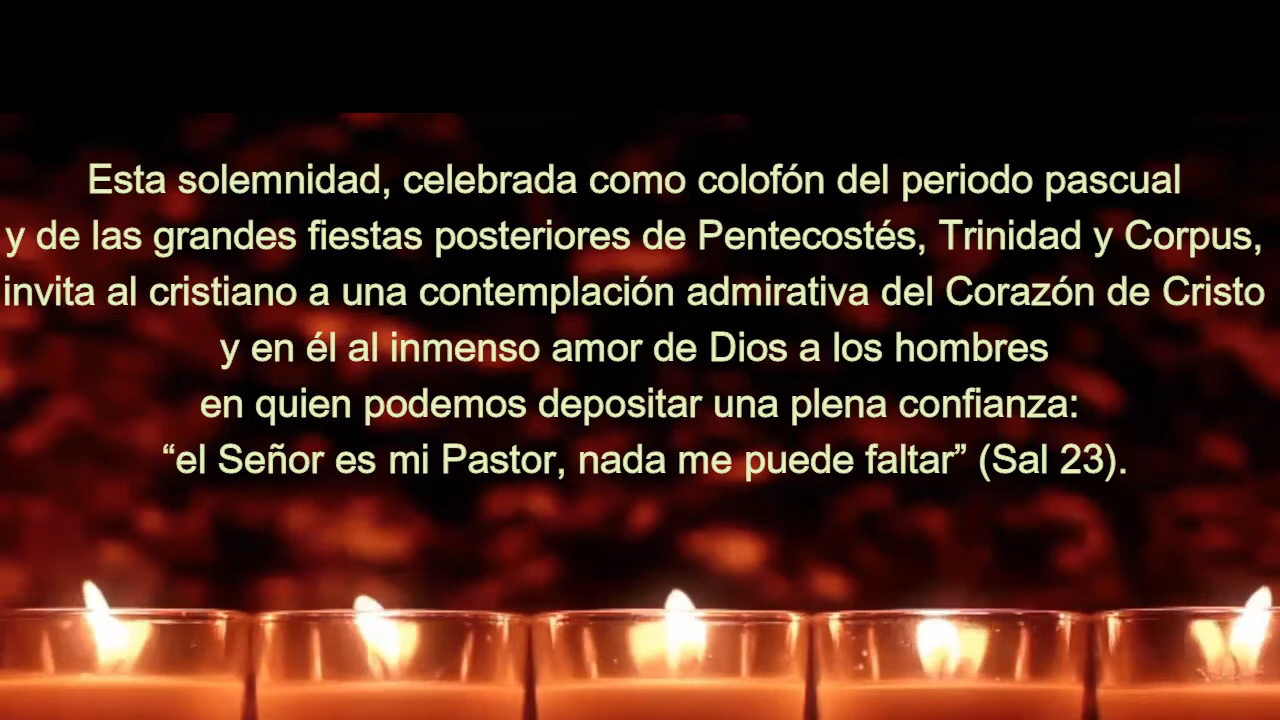 Esta solemnidad, celebrada como colofón del periodo pascual
y de las grandes fiestas posteriores de Pentecostés, Trinidad y Corpus,
invita al cristiano a una contemplación admirativa del Corazón de Cristo
y en él al inmenso amor de Dios a los hombres
en quien podemos depositar una plena confianza:
“el Señor es mi Pastor, nada me puede faltar” (Sal 23).